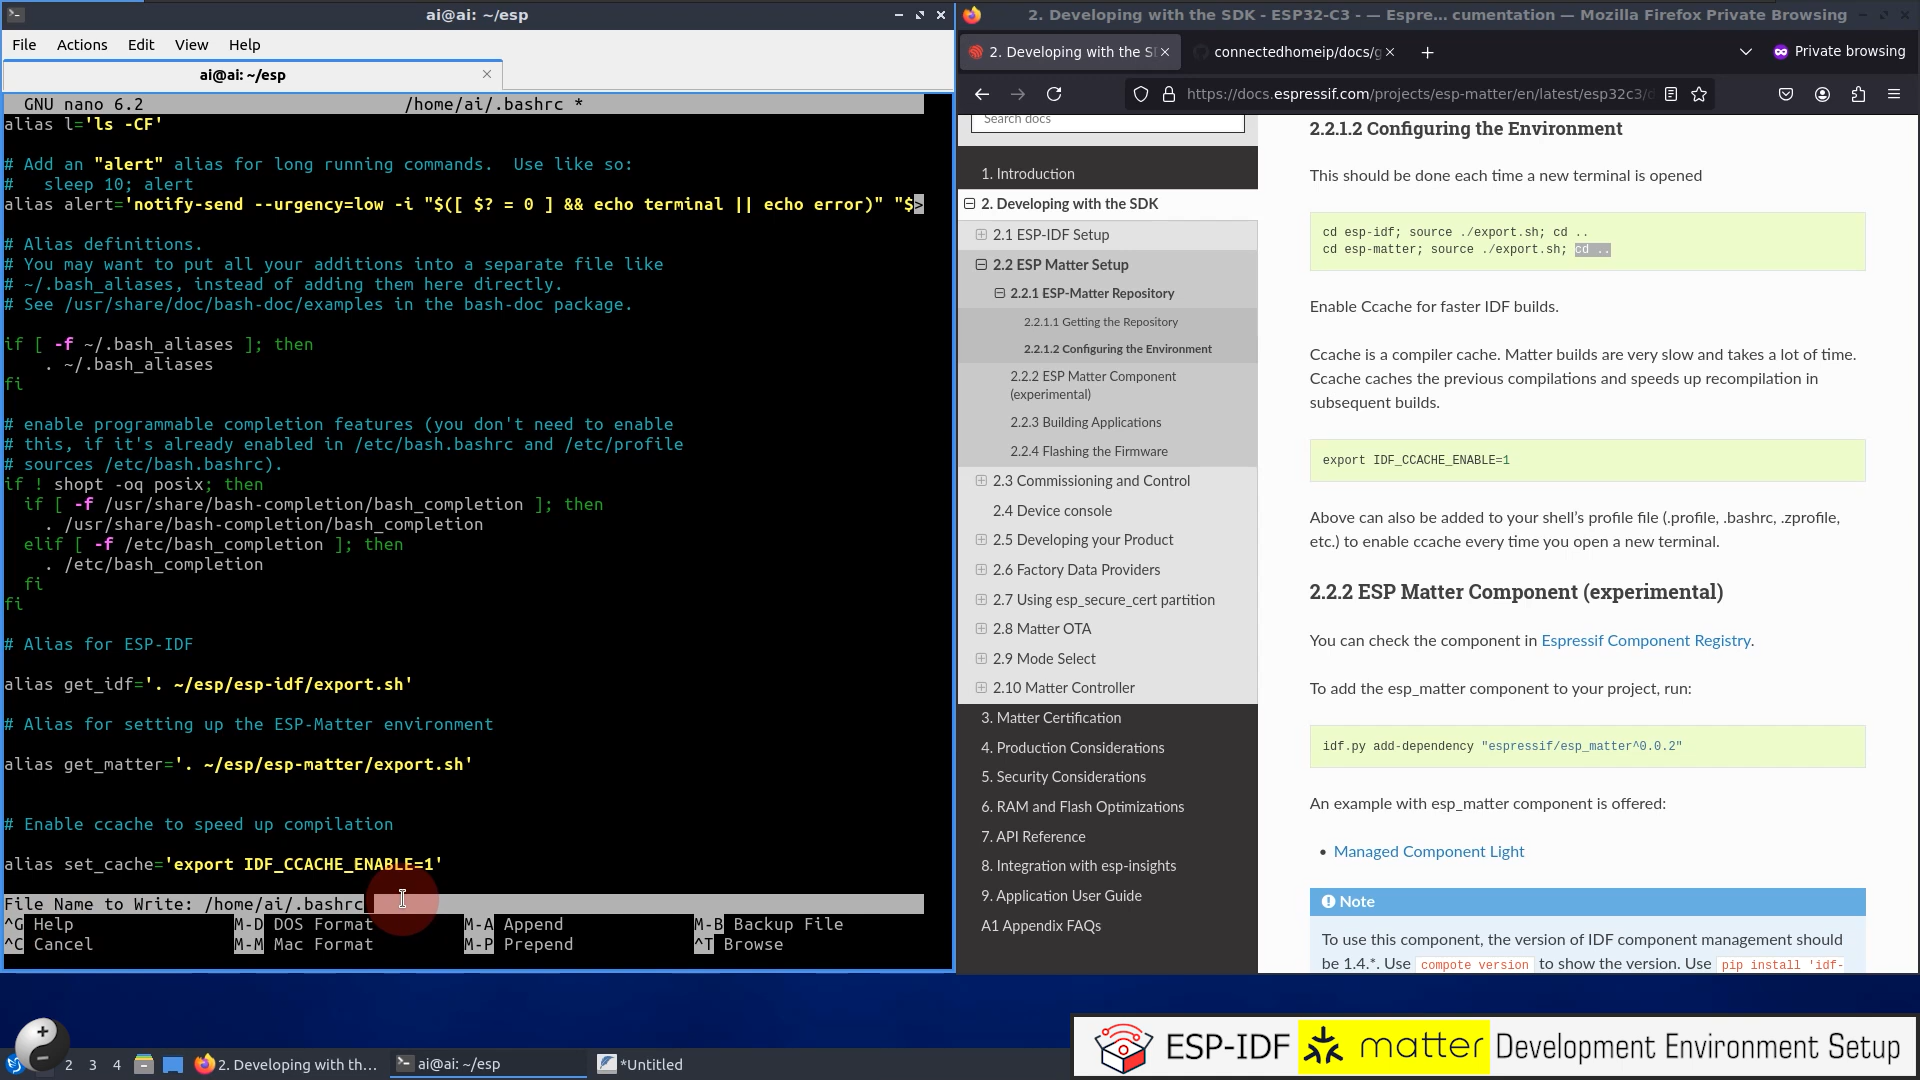 ai@ai: ~/esp
File Actions Edit View Help
ai@ai: ~/esp
GNU nano 6.2 /home/ai/.bashrc *
alias l='ls -CF'
# Add an "alert" alias for long running commands.  Use like so:
#   sleep 10; alert
alias alert='notify-send --urgency=low -i "$([ $? = 0 ] && echo terminal || echo error)" "$>
# Alias definitions.
# You may want to put all your additions into a separate file like
# ~/.bash_aliases, instead of adding them here directly.
# See /usr/share/doc/bash-doc/examples in the bash-doc package.
if [ -f ~/.bash_aliases ]; then
. ~/.bash_aliases
fi
# enable programmable completion features (you don't need to enable
# this, if it's already enabled in /etc/bash.bashrc and /etc/profile
# sources /etc/bash.bashrc).
if ! shopt -oq posix; then
if [ -f /usr/share/bash-completion/bash_completion ]; then
. /usr/share/bash-completion/bash_completion
elif [ -f /etc/bash_completion ]; then
. /etc/bash_completion
fi
fi
# Alias for ESP-IDF
alias get_idf='. ~/esp/esp-idf/export.sh'
# Alias for setting up the ESP-Matter environment
alias get_matter='. ~/esp/esp-matter/export.sh'
# Enable ccache to speed up compilation
alias set_cache='export IDF_CCACHE_ENABLE=1'
File Name to Write: /home/ai/.bashrc
^G Help M-D DOS Format M-A Append M-B Backup File
^C Cancel M-M Mac Format M-P Prepend ^T Browse
2. Developing with the SDK - ESP32-C3 - — Espre… cumentation — Mozilla Firefox Private Browsing
2. Developing with the SD
connectedhomeip/docs/g
Private browsing
https://docs.espressif.com/projects/esp-matter/en/latest/esp32c3/d
Search docs
1. Introduction
2. Developing with the SDK
2.1 ESP-IDF Setup
2.2 ESP Matter Setup
2.2.1 ESP-Matter Repository
2.2.1.1 Getting the Repository
2.2.1.2 Configuring the Environment
2.2.2 ESP Matter Component
(experimental)
2.2.3 Building Applications
2.2.4 Flashing the Firmware
2.3 Commissioning and Control
2.4 Device console
2.5 Developing your Product
2.6 Factory Data Providers
2.7 Using esp_secure_cert partition
2.8 Matter OTA
2.9 Mode Select
2.10 Matter Controller
3. Matter Certification
4. Production Considerations
5. Security Considerations
6. RAM and Flash Optimizations
7. API Reference
8. Integration with esp-insights
9. Application User Guide
A1 Appendix FAQs
2.2.1.2 Configuring the Environment
This should be done each time a new terminal is opened
cd esp-idf; source ./export.sh; cd ..
cd esp-matter; source ./export.sh; cd ..
Enable Ccache for faster IDF builds.
Ccache is a compiler cache. Matter builds are very slow and takes a lot of time.
Ccache caches the previous compilations and speeds up recompilation in
subsequent builds.
export IDF_CCACHE_ENABLE=1
Above can also be added to your shell’s profile file (.profile, .bashrc, .zprofile,
etc.) to enable ccache every time you open a new terminal.
2.2.2 ESP Matter Component (experimental)
You can check the component in Espressif Component Registry.
To add the esp_matter component to your project, run:
idf.py add-dependency "espressif/esp_matter^0.0.2"
An example with esp_matter component is offered:
• Managed Component Light
Note
To use this component, the version of IDF component management should
be 1.4.*. Use compote version to show the version. Use pip install 'idf-
2 3 4 2. Developing with th... ai@ai: ~/esp *Untitled
ESP-IDF matter Development Environment Setup